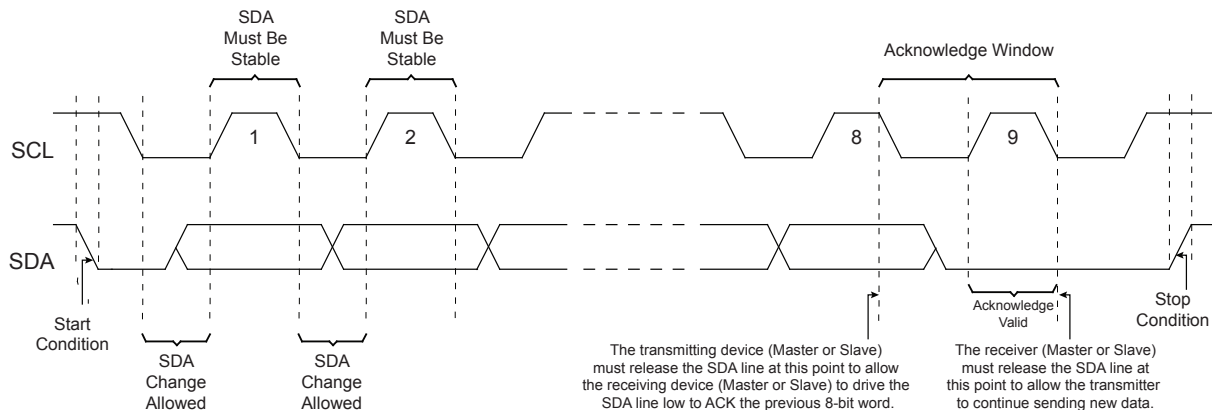 SDA
Must Be
Stable
SDA
Must Be
Stable
Acknowledge Window
SCL
1
2
8
9
SDA
Start
Condition
SDA
Change
Allowed
SDA
Change
Allowed
Acknowledge
Valid
Stop
Condition
The transmitting device (Master or Slave)
must release the SDA line at this point to allow
the receiving device (Master or Slave) to drive the
SDA line low to ACK the previous 8-bit word.
The receiver (Master or Slave)
must release the SDA line at
this point to allow the transmitter
to continue sending new data.